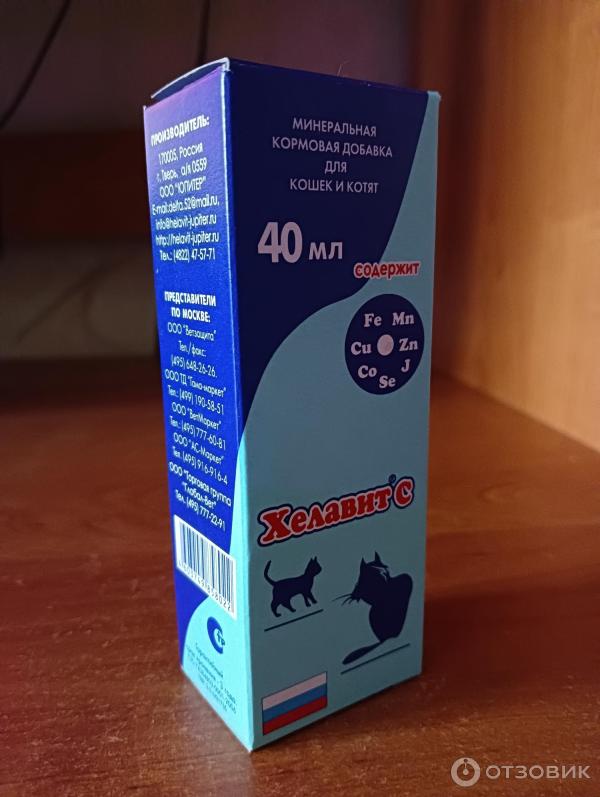 ПРОИЗВОДИТЕЛЬ:
170005, Россия
г. Тверь, а/я 0559
ООО "ЮПИТЕР"
E-mail:delta.52@mail.ru,
info@helavit-jupiter.ru
http://helavit-jupiter.ru
Тел.: (4822) 47-57-71
ПРЕДСТАВИТЕЛИ
ПО МОСКВЕ:
ООО "Ветзащита"
Тел./факс:
(495) 648-26-26.
ООО ТД "Гама-маркет"
Тел.: (499) 190-58-51
ООО "ВетМаркет"
Тел.: (495) 777-60-81
ООО "АС-Маркет"
Тел. (495) 916-916-4
ООО "Торговая группа
"Глобал-Вет"
Тел. (495) 777-22-91
МИНЕРАЛЬНАЯ
КОРМОВАЯ ДОБАВКА
ДЛЯ
КОШЕК И КОТЯТ
40 мл
содержит
Fe Mn
Cu Zn
Co J
Se
Хелавит® С
ОТЗОВИК